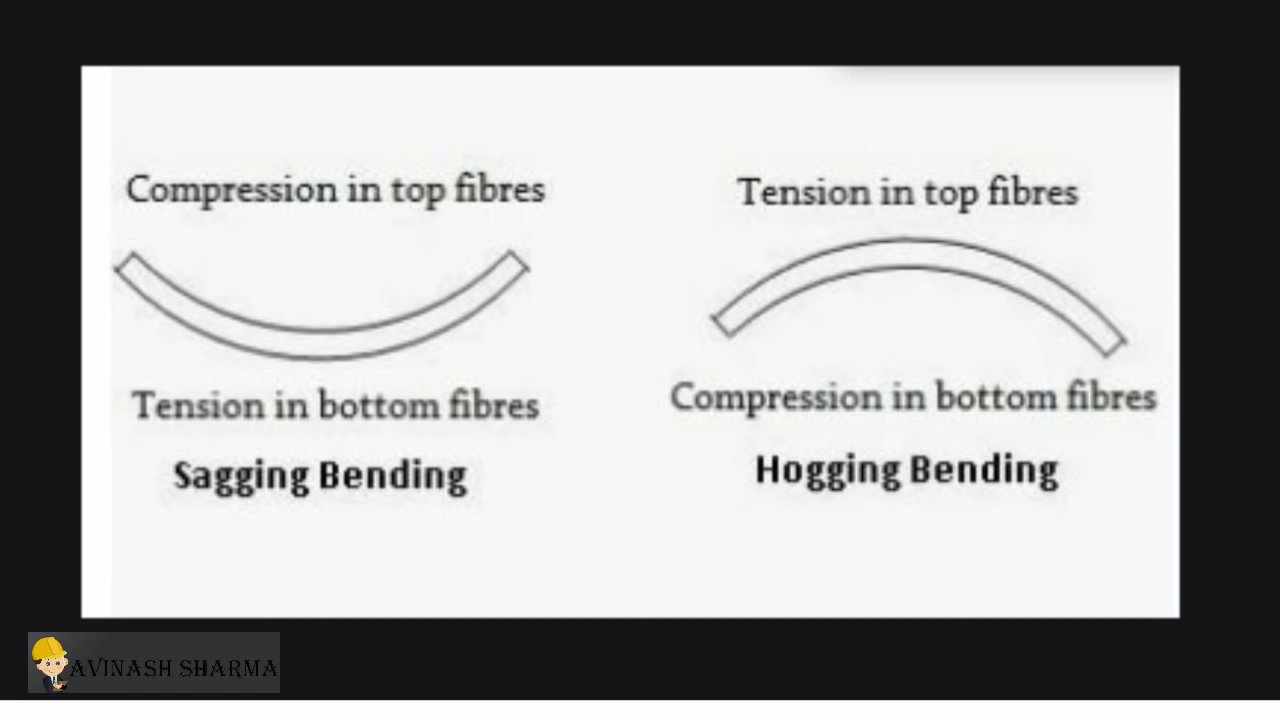 Compression in top fibres
Tension in bottom fibres
Sagging Bending
Tension in top fibres
Compression in bottom fibres
Hogging Bending
AVINASH SHARMA